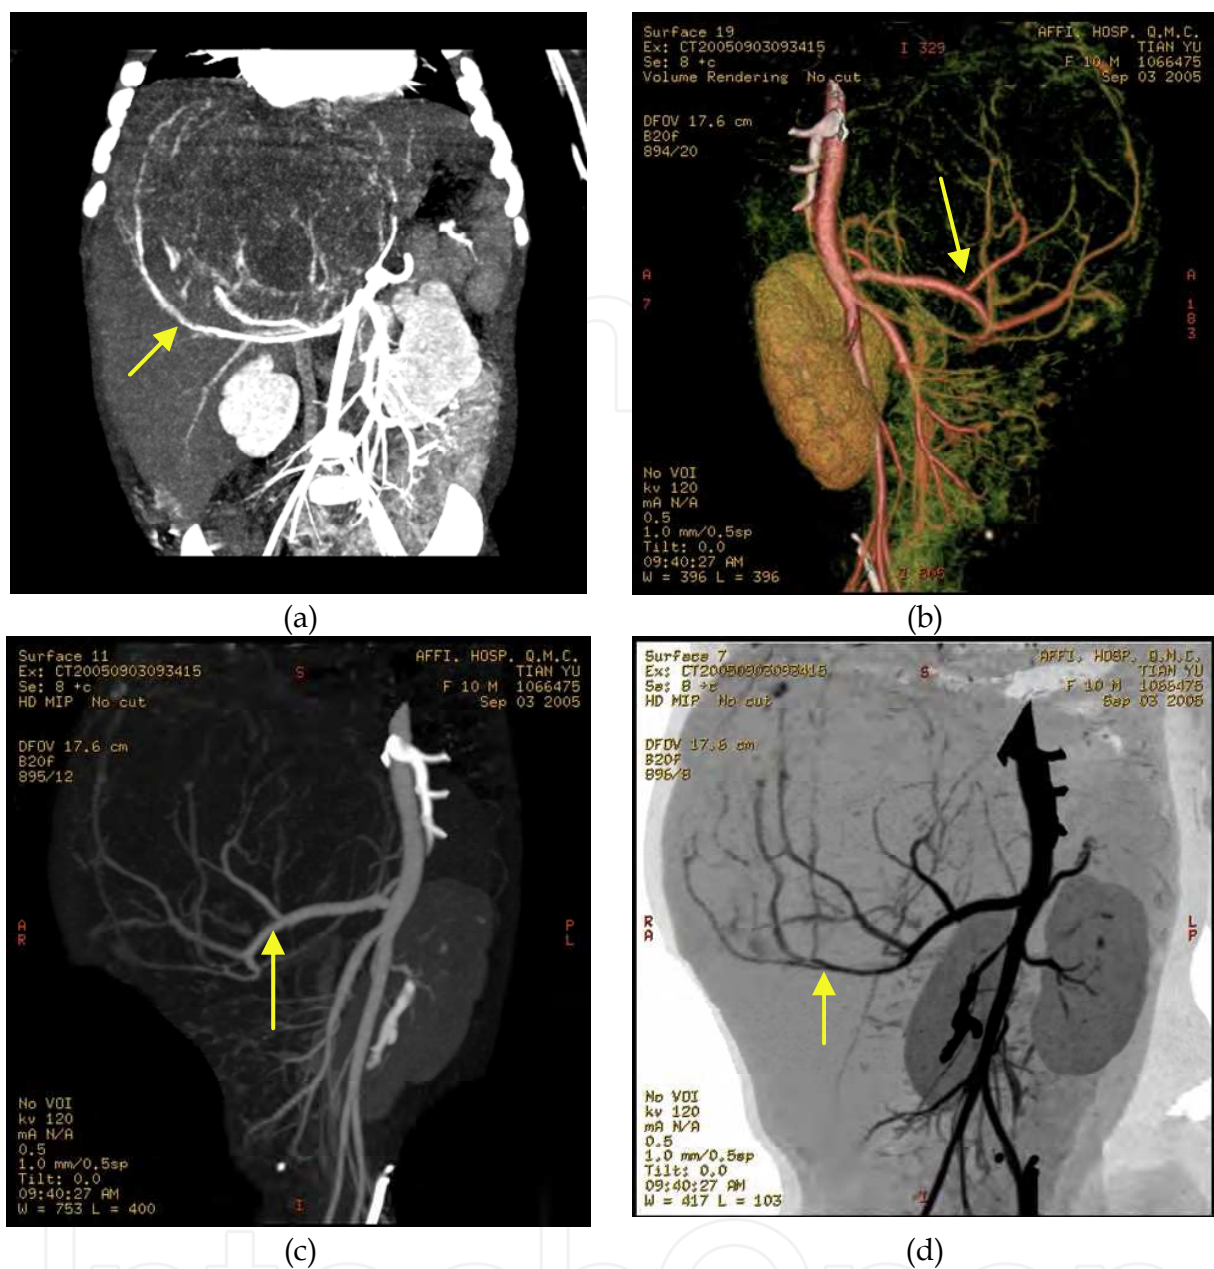 Surface 19
Ex: CT20050903093415
Se: 8 +c
Volume Rendering No cut
I 329
AFFI. HOSP. Q.M.C.
TIAN YU
F 10 M 1066475
Sep 03 2005
DFOV 17.6 cm
B20f
894/20
A
7
A
183
No VOI
kv 120
mA N/A
0.5
1.0 mm/0.5sp
Tilt: 0.0
09:40:27 AM
W = 396 L = 396
I
(a)
(b)
Surface 11
Ex: CT20050903093415
Se: 8 +c
HD MIP No cut
S
AFFI. HOSP. Q.M.C.
TIAN YU
F 10 M 1066475
Sep 03 2005
DFOV 17.6 cm
B20f
895/12
A
R
P
L
No VOI
kv 120
mA N/A
0.5
1.0 mm/0.5sp
Tilt: 0.0
09:40:27 AM
W = 753 L = 400
I
Surface 7
Ex: CT20050903093415
Se: 8 +c
HD MIP No cut
S
AFFI. HOSP. Q.M.C.
TIAN YU
F 10 M 1066475
Sep 03 2005
DFOV 17.6 cm
B20f
896/8
R
A
L
P
No VOI
kv 120
mA N/A
0.5
1.0 mm/0.5sp
Tilt: 0.0
09:40:27 AM
W = 417 L = 103
I
(c)
(d)